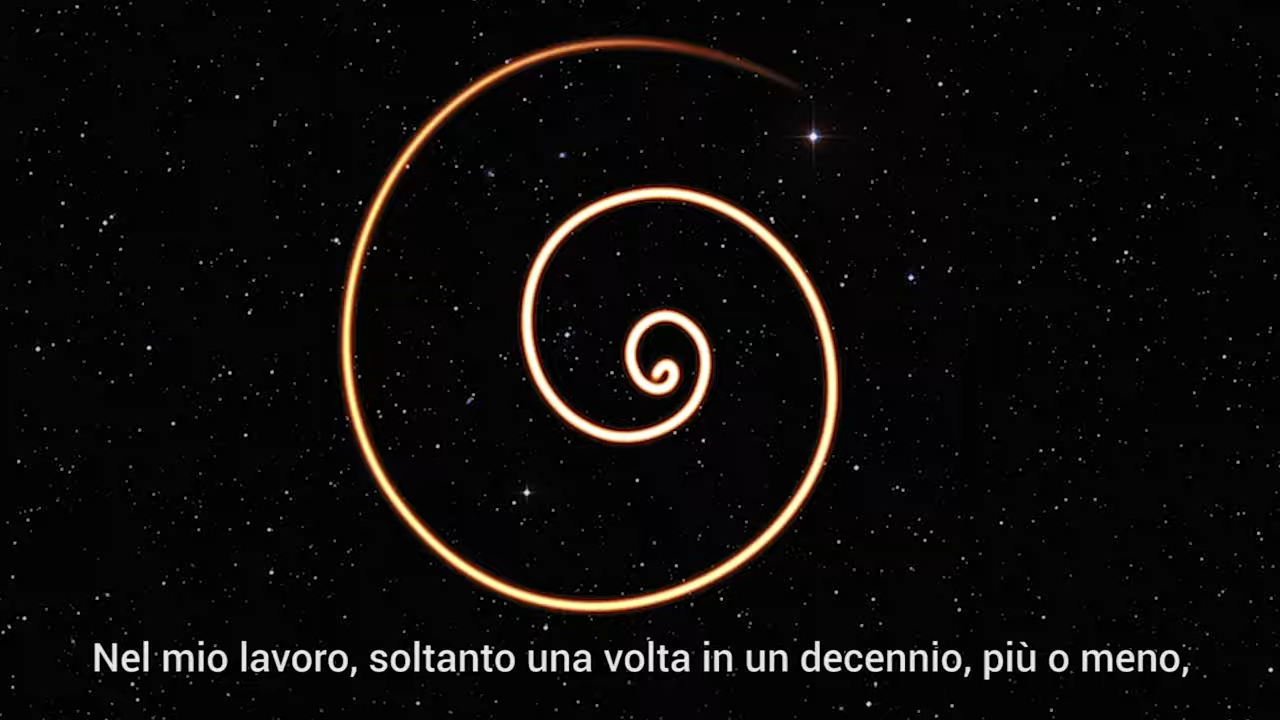 Nel mio lavoro, soltanto una volta in un decennio, più o meno,